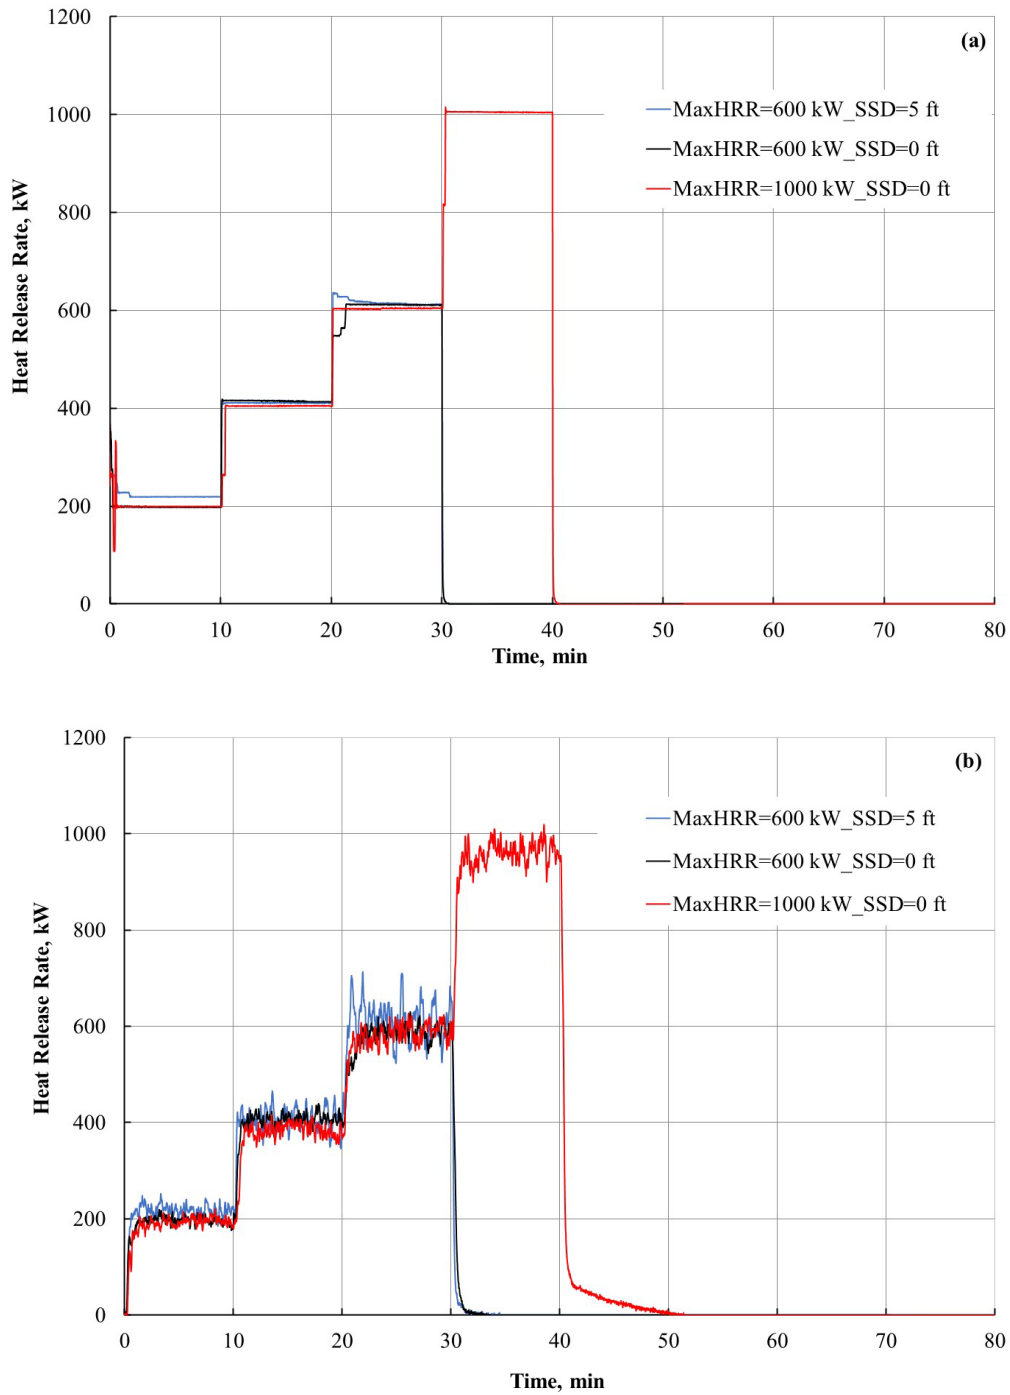 1200
(a)
MaxHRR=600 kW_SSD=5 ft
1000
MaxHRR=600 kW_SSD=0 ft
MaxHRR=1000 kW_SSD=0 ft
800
Heat Release Rate, kW
600
400
200
0
0 10 20 30 40 50 60 70 80
Time, min
1200
(b)
MaxHRR=600 kW_SSD=5 ft
1000
MaxHRR=600 kW_SSD=0 ft
MaxHRR=1000 kW_SSD=0 ft
800
Heat Release Rate, kW
600
400
200
0
0 10 20 30 40 50 60 70 80
Time, min